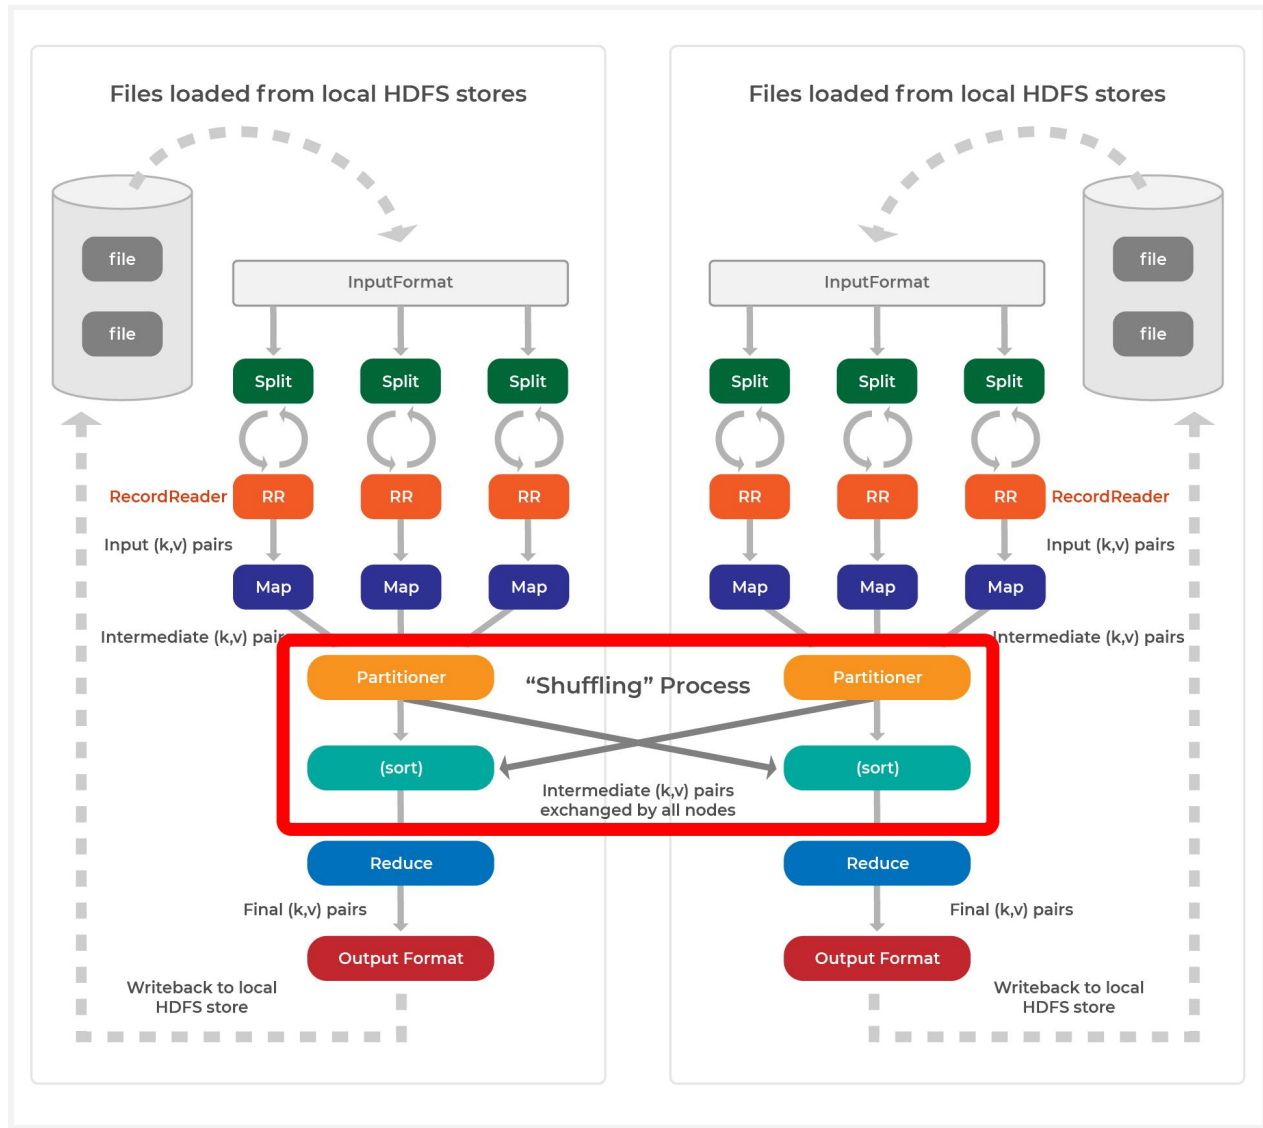 Files loaded from local HDFS stores
file
file
InputFormat
Split
Split
Split
RecordReader
RR
RR
RR
Input (k,v) pairs
Map
Map
Map
Intermediate (k,v) pairs
Partitioner
(sort)
Reduce
Final (k,v) pairs
Output Format
Writeback to local
HDFS store
“Shuffling” Process
Intermediate (k,v) pairs
exchanged by all nodes
Files loaded from local HDFS stores
file
file
InputFormat
Split
Split
Split
RR
RR
RR
RecordReader
Input (k,v) pairs
Map
Map
Map
Intermediate (k,v) pairs
Partitioner
(sort)
Reduce
Final (k,v) pairs
Output Format
Writeback to local
HDFS store